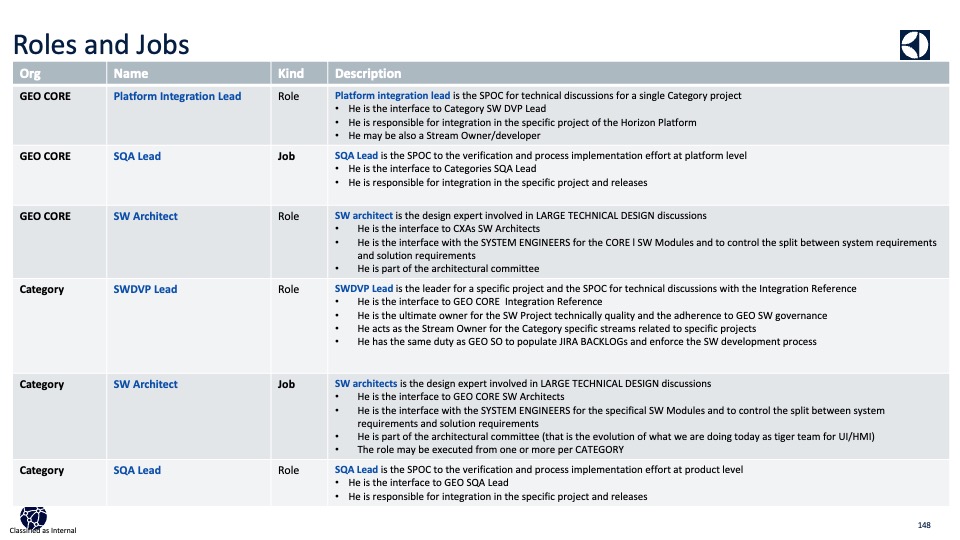 Roles and Jobs
Org Name Kind Description
GEO CORE Platform Integration Lead Role Platform integration lead is the SPOC for technical discussions for a single Category project
• He is the interface to Category SW DVP Lead
• He is responsible for integration in the specific project of the Horizon Platform
• He may be also a Stream Owner/developer
GEO CORE SQA Lead Job SQA Lead is the SPOC to the verification and process implementation effort at platform level
• He is the interface to Categories SQA Lead
• He is responsible for integration in the specific project and releases
GEO CORE SW Architect Role SW architect is the design expert involved in LARGE TECHNICAL DESIGN discussions
• He is the interface to CXAs SW Architects
• He is the interface with the SYSTEM ENGINEERS for the CORE l SW Modules and to control the split between system requirements
and solution requirements
• He is part of the architectural committee
Category SWDVP Lead Role SWDVP Lead is the leader for a specific project and the SPOC for technical discussions with the Integration Reference
• He is the interface to GEO CORE Integration Reference
• He is the ultimate owner for the SW Project technically quality and the adherence to GEO SW governance
• He acts as the Stream Owner for the Category specific streams related to specific projects
• He has the same duty as GEO SO to populate JIRA BACKLOGs and enforce the SW development process
Category SW Architect Job SW architects is the design expert involved in LARGE TECHNICAL DESIGN discussions
• He is the interface to GEO CORE SW Architects
• He is the interface with the SYSTEM ENGINEERS for the specifical SW Modules and to control the split between system
requirements and solution requirements
• He is part of the architectural committee (that is the evolution of what we are doing today as tiger team for UI/HMI)
• The role may be executed from one or more per CATEGORY
Category SQA Lead Role SQA Lead is the SPOC to the verification and process implementation effort at product level
• He is the interface to GEO SQA Lead
• He is responsible for integration in the specific project and releases
Classified as Internal
148